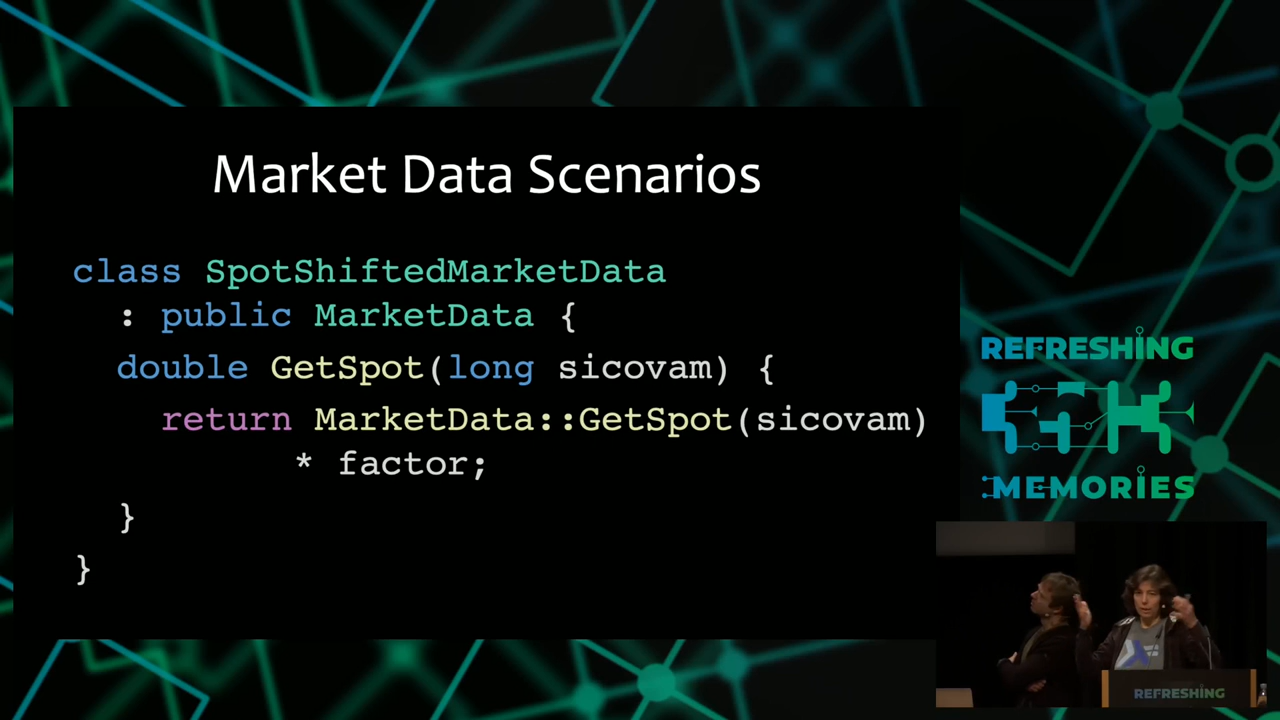 Market Data Scenarios
class SpotShiftedMarketData
: public MarketData {
double GetSpot(long sicovam) {
return MarketData::GetSpot(sicovam)
* factor;
}
}
REFRESHING
MEMORIES
REFRESHING